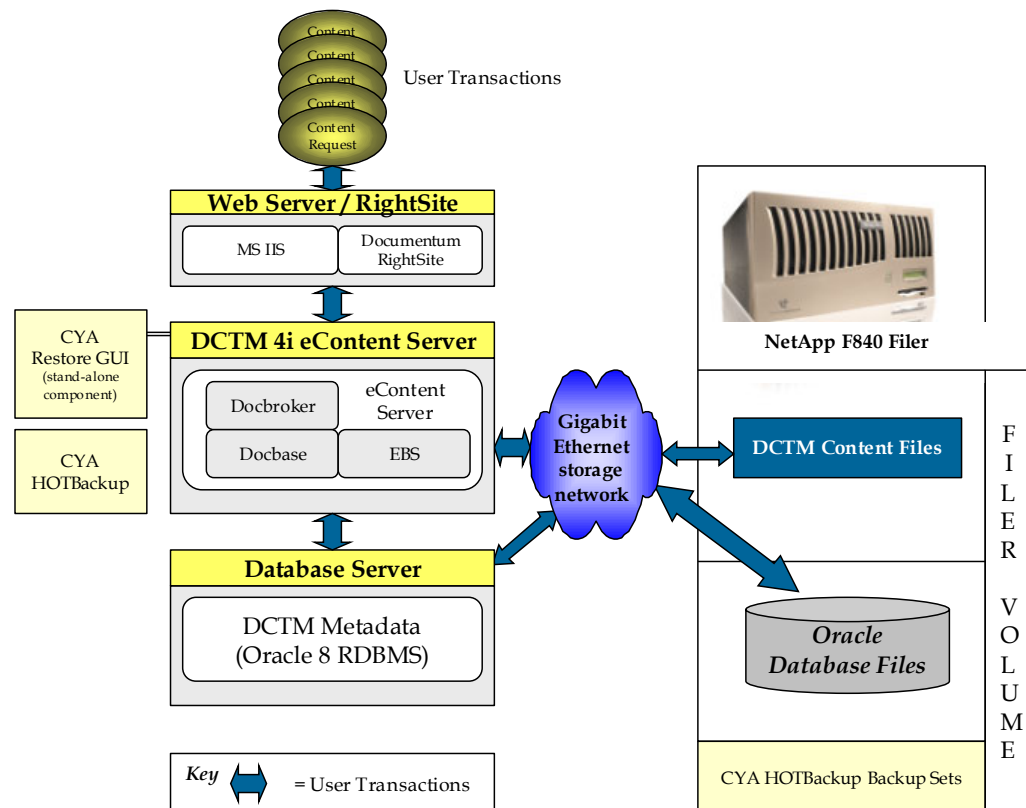 Content
Content
Content
Content
Content
Request
User Transactions
Web Server / RightSite
MS IIS
Documentum
RightSite
CYA
Restore GUI
(stand-alone
component)
CYA
HOTBackup
DCTM 4i eContent Server
eContent
Server
Docbroker
Docbase
EBS
Database Server
DCTM Metadata
(Oracle 8 RDBMS)
Gigabit
Ethernet
storage
network
NetApp F840 Filer
DCTM Content Files
Oracle
Database Files
CYA HOTBackup Backup Sets
FILER VOLUME
Key
= User Transactions